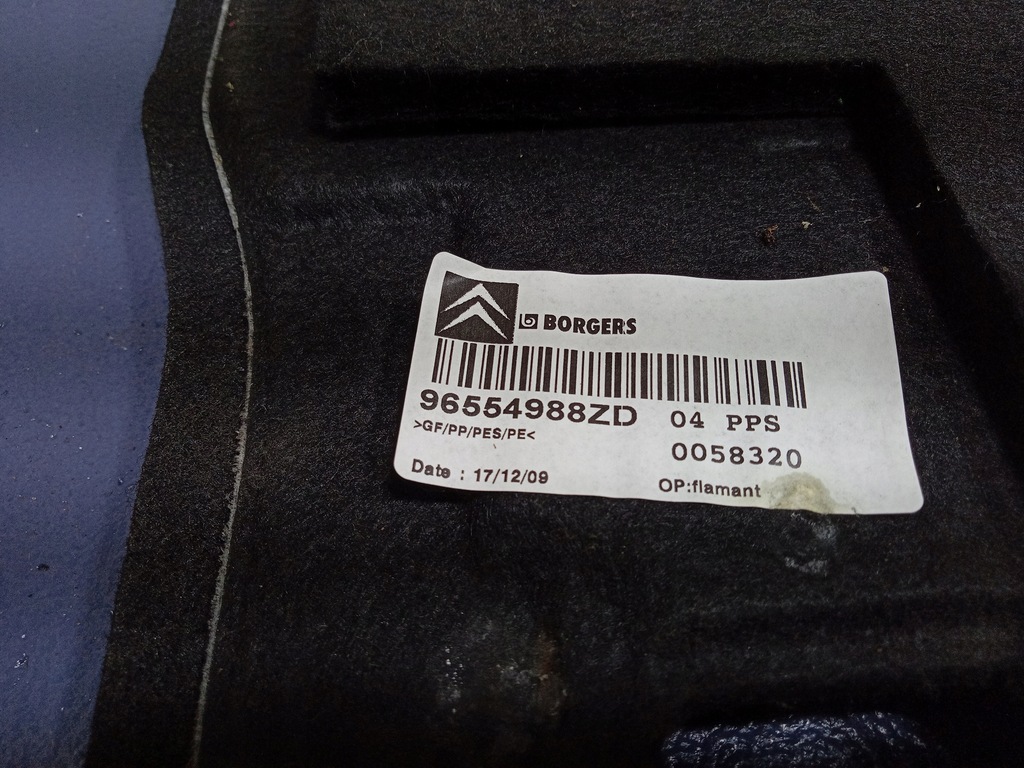 BORGERS
96554988ZD 04 PPS
>GF/PP/PES/PE< 0058320
Date : 17/12/09 OP:flamant